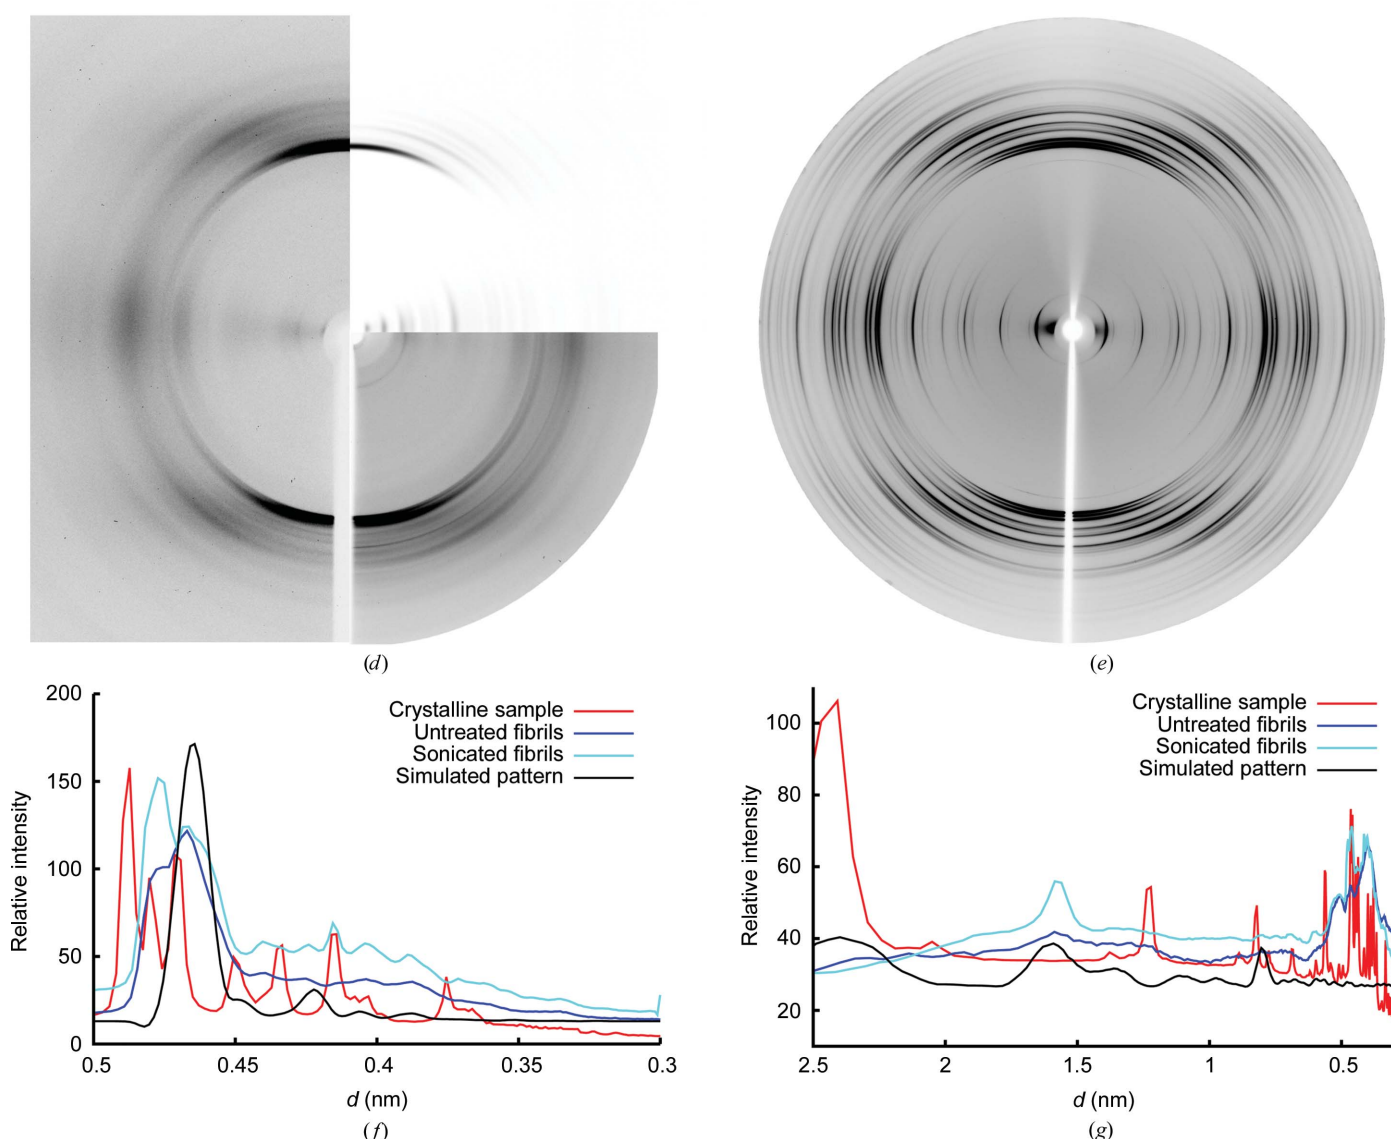 (d)
(e)
200
150
100
50
0
Relative intensity
Crystalline sample
Untreated fibrils
Sonicated fibrils
Simulated pattern
0.5
0.45
0.4
0.35
0.3
d (nm)
(f)
100
80
60
40
20
Relative intensity
Crystalline sample
Untreated fibrils
Sonicated fibrils
Simulated pattern
2.5
2
1.5
1
0.5
d (nm)
(g)